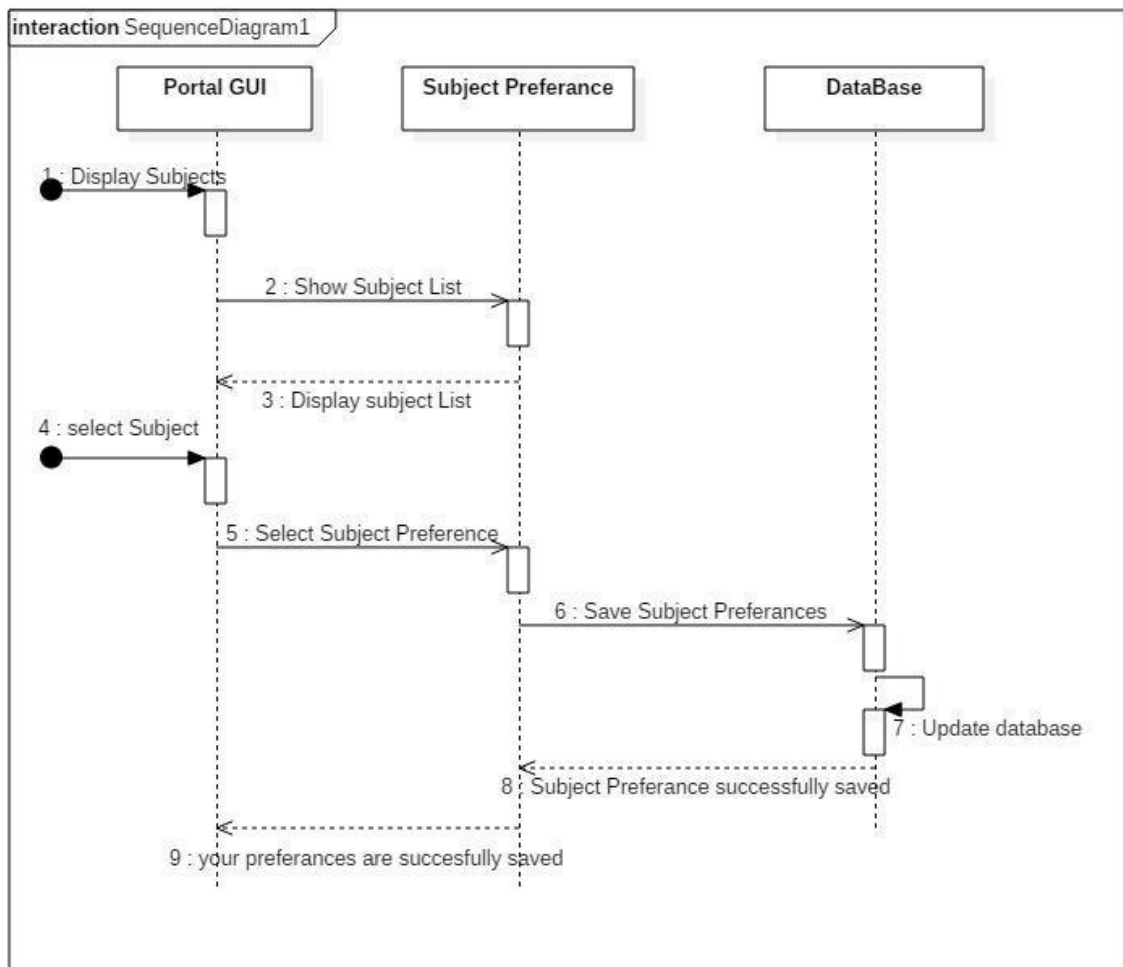 interaction SequenceDiagram1
Portal GUI
Subject Preferance
DataBase
1 : Display Subjects
2 : Show Subject List
3 : Display subject List
4 : select Subject
5 : Select Subject Preference
6 : Save Subject Preferances
7 : Update database
8 : Subject Preferance successfully saved
9 : your preferances are succesfully saved